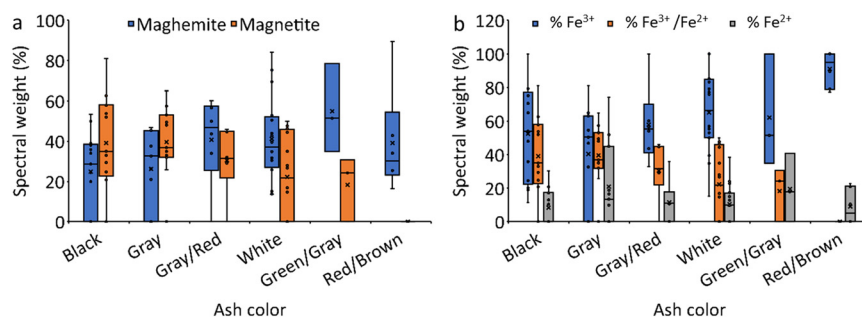 a
Maghemite Magnetite
Spectral weight (%)
100
80
60
40
20
0
Black
Gray
Gray/Red
White
Green/Gray
Red/Brown
Ash color
b
% Fe³⁺ % Fe³⁺/Fe²⁺ % Fe²⁺
Spectral weight (%)
120
100
80
60
40
20
0
Black
Gray
Gray/Red
White
Green/Gray
Red/Brown
Ash color